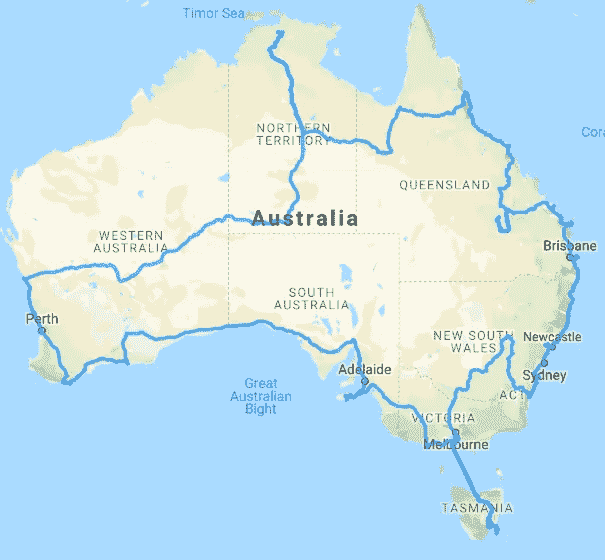 Timor Sea
NORTHERN
TERRITORY
Cora
QUEENSLAND
Australia
WESTERN
AUSTRALIA
Brisbane
SOUTH
AUSTRALIA
Perth
NEW SOUTH
WALES
Newcastle
Adelaide
Sydney
Great
Australian
Bight
ACT
VICTORIA
Melbourne
TASMANIA